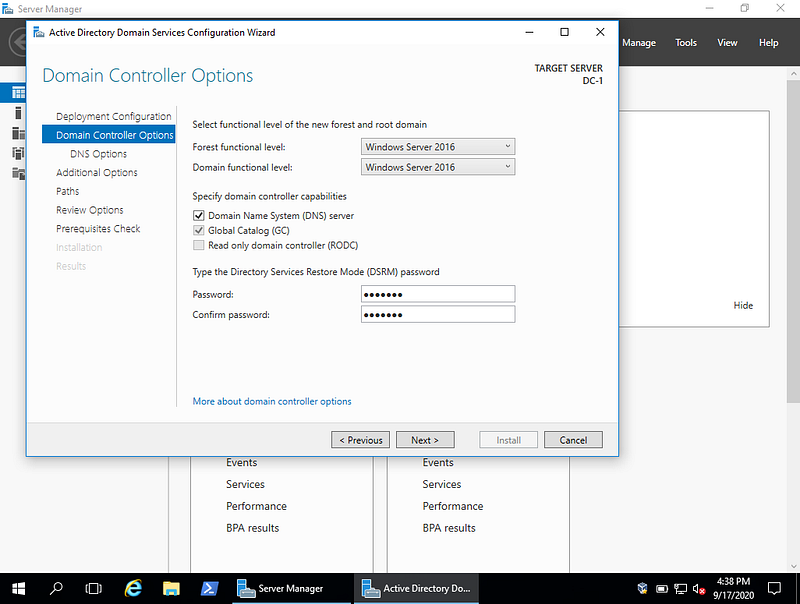 Server Manager
Manage Tools View Help
Active Directory Domain Services Configuration Wizard
Domain Controller Options
TARGET SERVER
DC-1
Deployment Configuration
Domain Controller Options
DNS Options
Additional Options
Paths
Review Options
Prerequisites Check
Installation
Results
Select functional level of the new forest and root domain
Forest functional level: Windows Server 2016
Domain functional level: Windows Server 2016
Specify domain controller capabilities
Domain Name System (DNS) server
Global Catalog (GC)
Read only domain controller (RODC)
Type the Directory Services Restore Mode (DSRM) password
Password: ●●●●●●●
Confirm password: ●●●●●●●
More about domain controller options
< Previous Next > Install Cancel
Hide
Events Events
Services Services
Performance Performance
BPA results BPA results
Server Manager Active Directory Do...
4:38 PM
9/17/2020